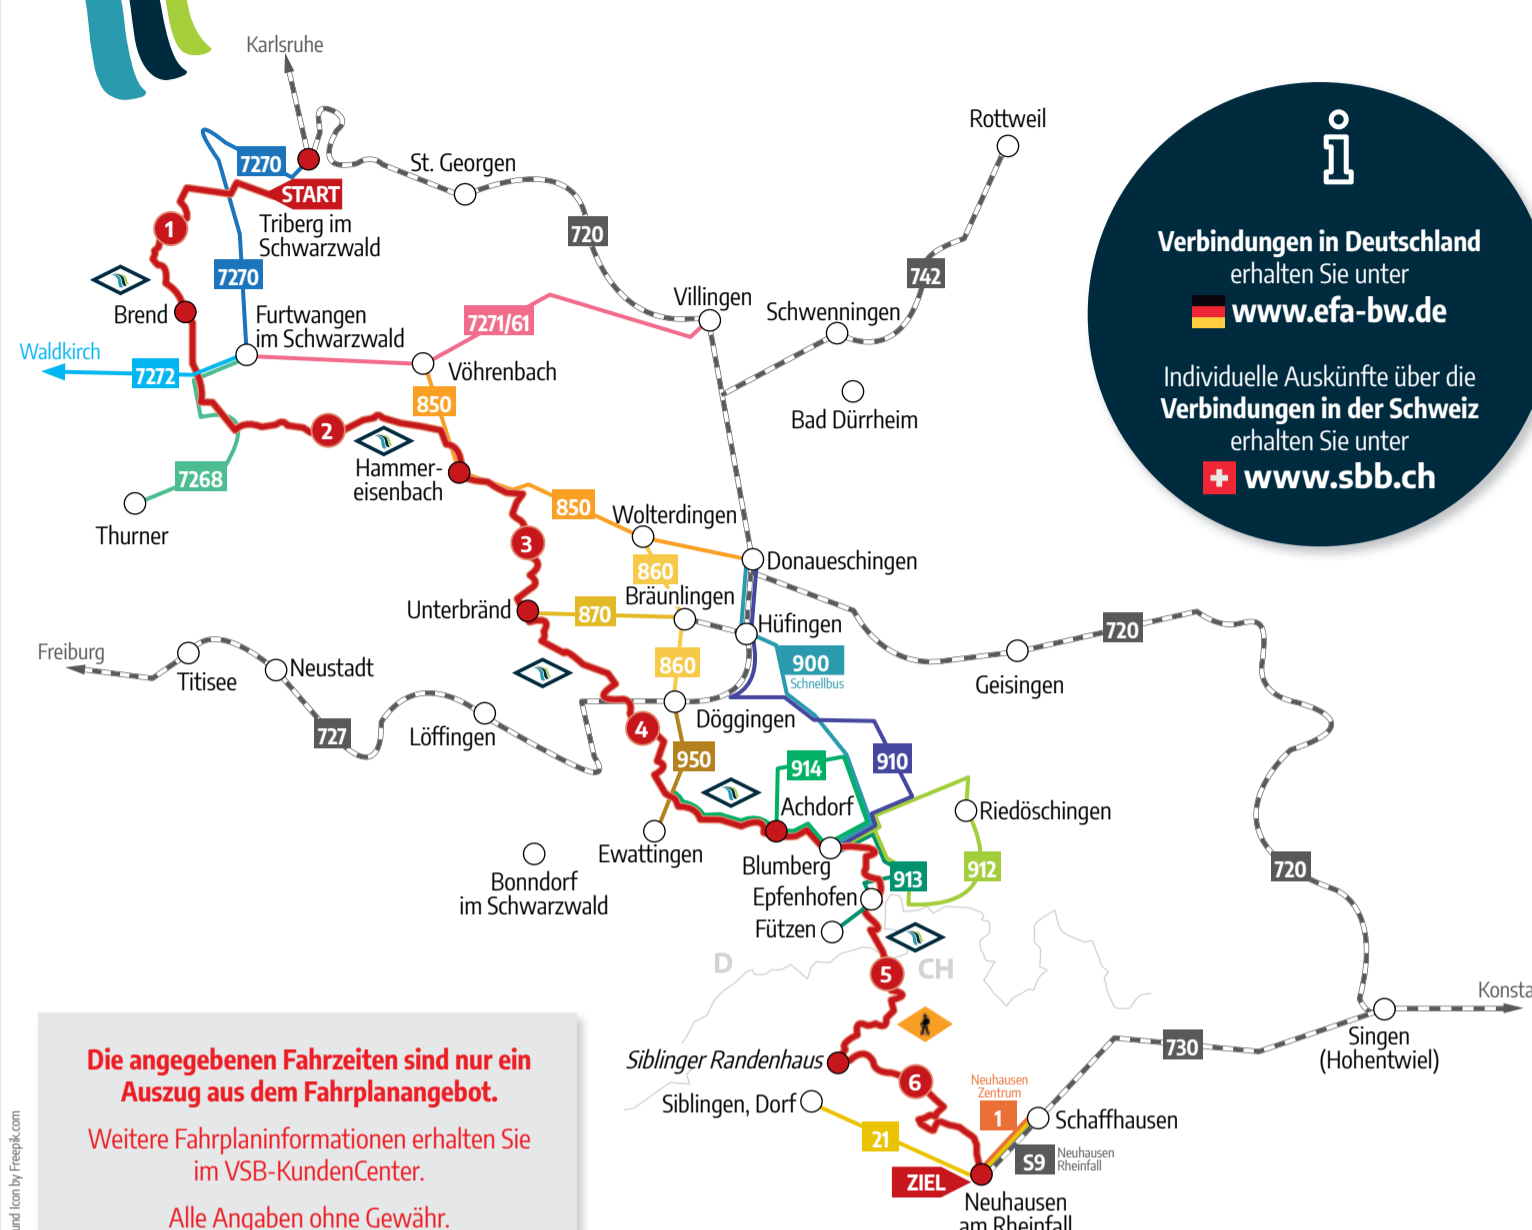 Karlsruhe
Rottweil
7270
St. Georgen
START
Triberg im
Schwarzwald
1
720
7270
742
Verbindungen in Deutschland
erhalten Sie unter
www.efa-bw.de
Individuelle Auskünfte über die
Verbindungen in der Schweiz
erhalten Sie unter
www.sbb.ch
Brend
Furtwangen
im Schwarzwald
7271/61
Villingen
Schwenningen
Waldkirch
7272
Vöhrenbach
850
Bad Dürrheim
2
Hammer-
eisenbach
7268
Thurner
850
Wolterdingen
3
860
Donaueschingen
Bräunlingen
Unterbränd
870
Hüfingen
720
Freiburg
Titisee
Neustadt
860
900
Schnellbus
Geisingen
727
Löffingen
4
Döggingen
950
914
910
Achdorf
Riedöschingen
Ewattingen
Blumberg
912
913
720
Bonndorf
im Schwarzwald
Epfenhofen
Fützen
D
CH
5
Konsta
Singen
(Hohentwiel)
730
Siblinger Randenhaus
6
Siblingen, Dorf
Neuhausen
Zentrum
1
Schaffhausen
21
S9
Neuhausen
Rheinfall
ZIEL
Neuhausen
am Rheinfall
Die angegebenen Fahrzeiten sind nur ein
Auszug aus dem Fahrplanangebot.
Weitere Fahrplaninformationen erhalten Sie
im VSB-KundenCenter.
Alle Angaben ohne Gewähr.
und Icon by Freepik.com